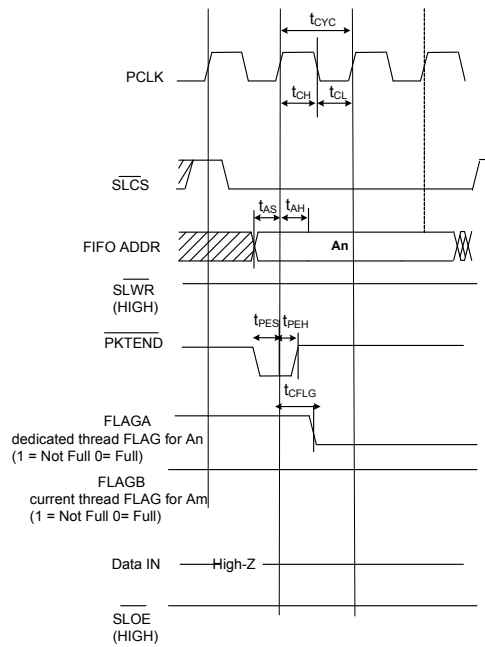 tCYC
PCLK
tCH
tCL
SLCS
tAS
tAH
FIFO ADDR
An
SLWR
(HIGH)
tPES
tPEH
PKTEND
tCFLG
FLAGA
dedicated thread FLAG for An
(1 = Not Full 0= Full)
FLAGB
current thread FLAG for Am
(1 = Not Full 0= Full)
Data IN
High-Z
SLOE
(HIGH)